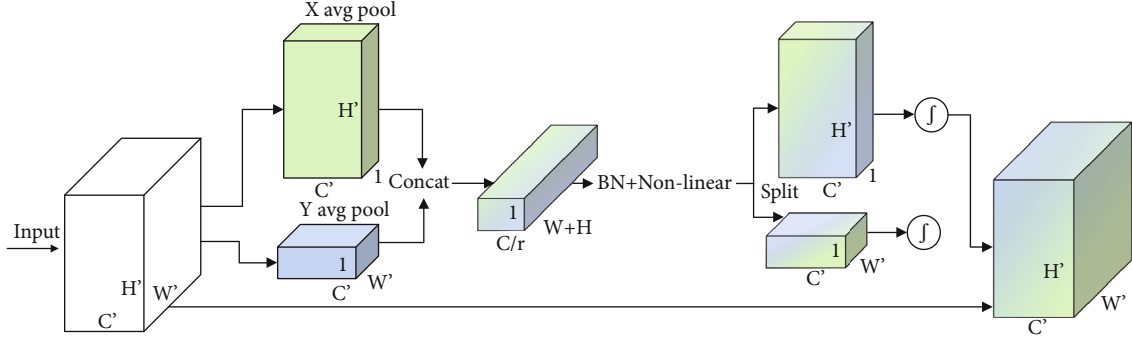 Input
C’
H’
W’
X avg pool
H’
C’
1
Y avg pool
1
C’
W’
Concat
1
C/r
W+H
BN+Non-linear
Split
H’
C’
1
1
C’
W’
∫
∫
H’
C’
W’